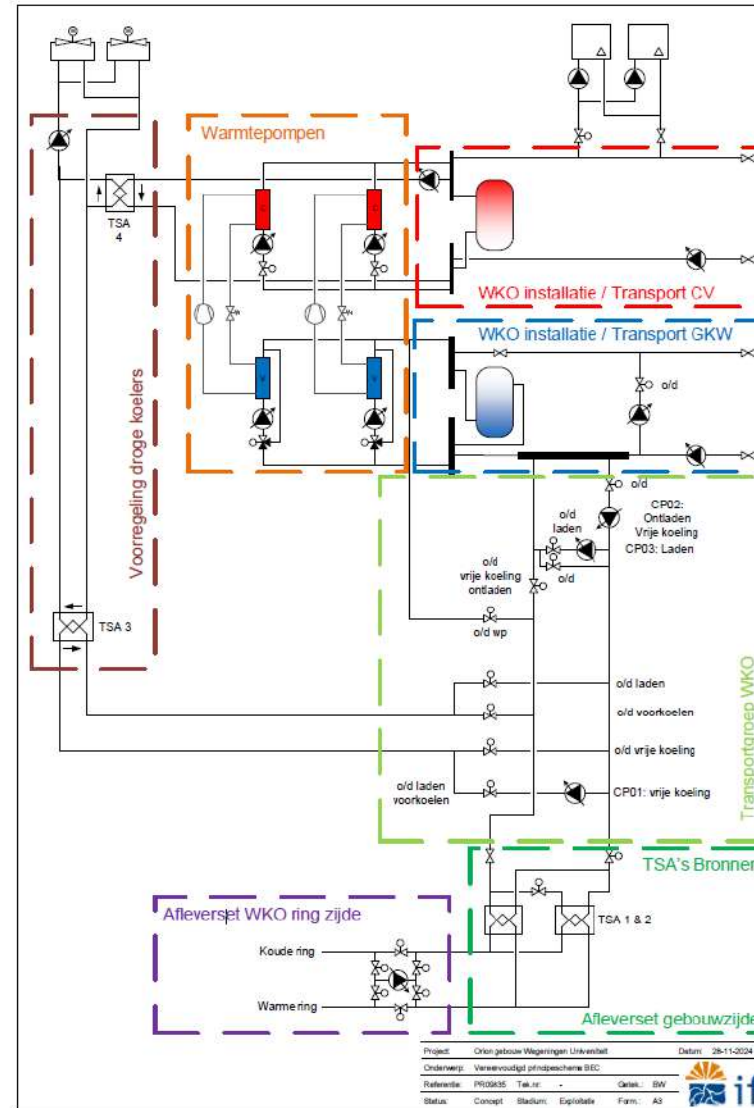 Warmtepompen
TSA
4
WKO installatie / Transport CV
WKO installatie / Transport GKW
o/d
Voorregeling droge koelers
o/d
CP02:
Ontladen
Vrije koeling
CP03: Laden
o/d
laden
o/d
o/d
vrije koeling
ontladen
TSA 3
o/d wp
o/d laden
o/d voorkoelen
o/d vrije koeling
o/d laden
voorkoelen
CP01: vrije koeling
Transportgroep WKO
TSA's Bronnen
Afleverset WKO ring zijde
TSA 1 & 2
Koude ring
Warme ring
Afleverset gebouwzijde
Project: Orion gebouw Wageningen Universiteit Datum: 28-11-2024
Onderwerp: Vereenvoudigd principeschema BEC
Referentie: PR09835 Tek.nr: - Getek.: BW
Status: Concept Stadium: Exploitatie Form.: A3
if